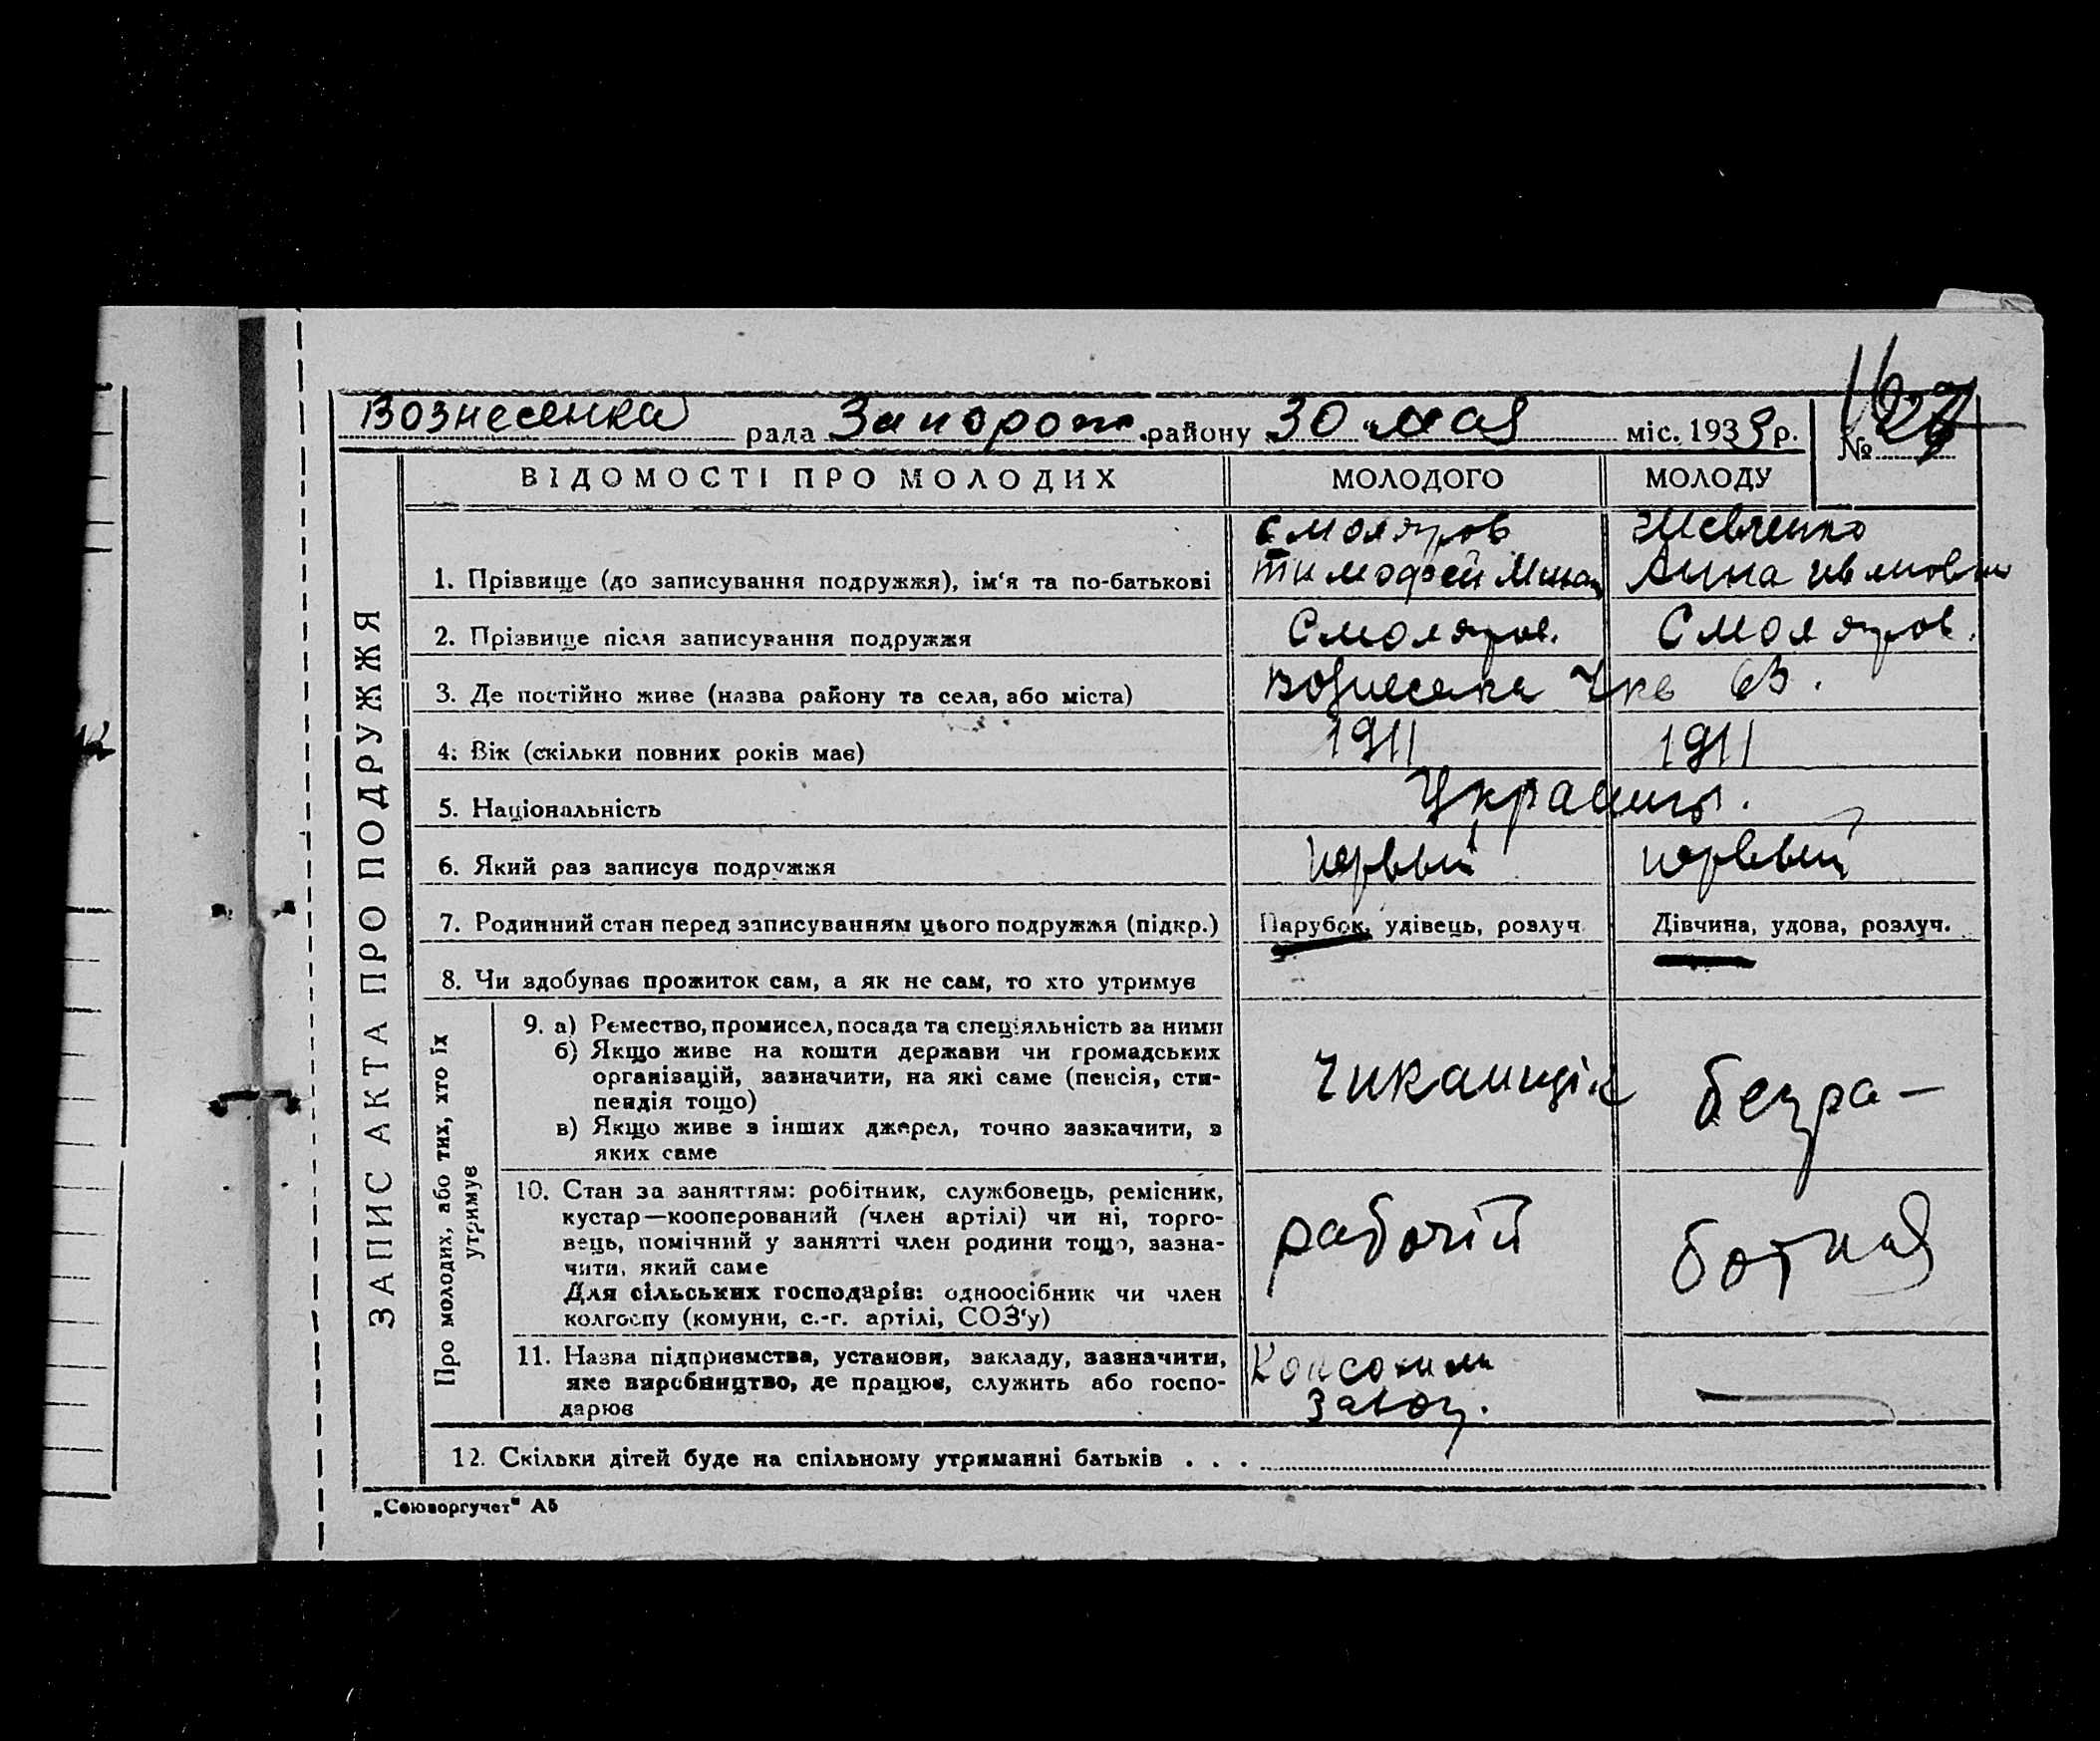 Вознесенка рада Запорож. району 30 мая міс. 1933 р. № 27
ЗАПИС АКТА ПРО ПОДРУЖЖЯ
ВІДОМОСТІ ПРО МОЛОДИХ МОЛОДОГО МОЛОДУ
Смоляров Шевченко
1. Прізвище (до записування подружжя), ім'я та по-батькові Тимофей Анна
2. Прізвище після записування подружжя Смоляров. Смоляров.
3. Де постійно живе (назва району та села, або міста) Вознесенка
4. Вік (скільки повних років має) 1911 1911
5. Національність Украинцы.
6. Який раз записує подружжя первый первый
7. Родинний стан перед записуванням цього подружжя (підкр.) Парубок, удівець, розлуч. Дівчина, удова, розлуч.
8. Чи здобуває прожиток сам, а як не сам, то хто утримує
Про молодих, або тих, хто їх утримує
9. а) Ремество, промисел, посада та спеціяльність за ними
б) Якщо живе на кошти держави чи громадських
організацій, зазначити, на які саме (пенсія, сти-
пендія тощо) чиканщік безра-
в) Якщо живе з інших джерел, точно зазначити, з
яких саме
10. Стан за заняттям: робітник, службовець, ремісник,
кустар—кооперований (член артілі) чи ні, торго-
вець, помічний у занятті член родини тощо, зазна- рабочій ботная
чити, який саме
Для сільських господарів: одноосібник чи член
колгоспу (комуни, с.-г. артілі, СОЗ'у)
11. Назва підприємства, установи, закладу, зазначити,
яке виробництво, де працює, служить або госпо-
дарює завод.
12. Скільки дітей буде на спільному утриманні батьків . . .
„Союзоргучет" А5